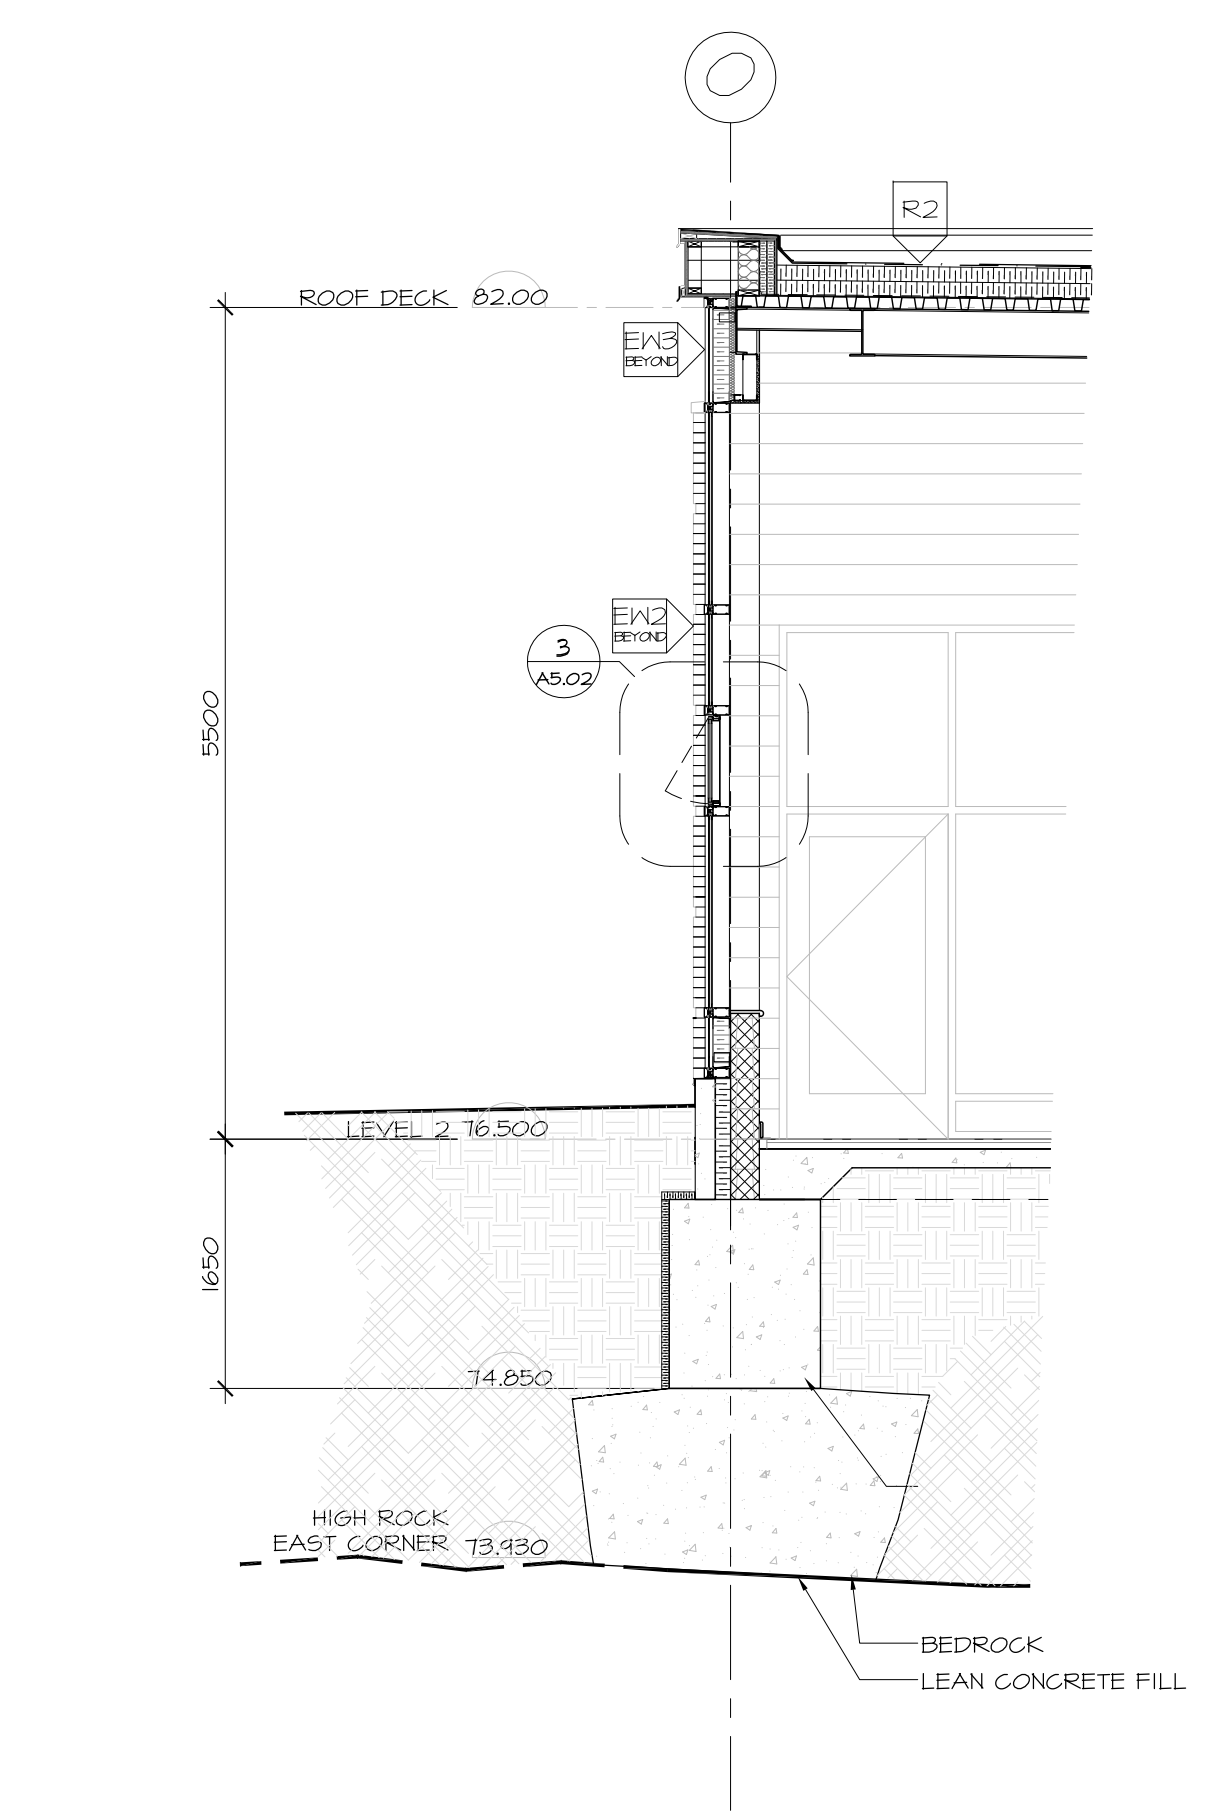 O
R2
ROOF DECK 82.00
EW3
BEYOND
EW2
BEYOND
3
A5.02
5500
LEVEL 2 76.500
1650
74.850
HIGH ROCK
EAST CORNER 73.930
BEDROCK
LEAN CONCRETE FILL